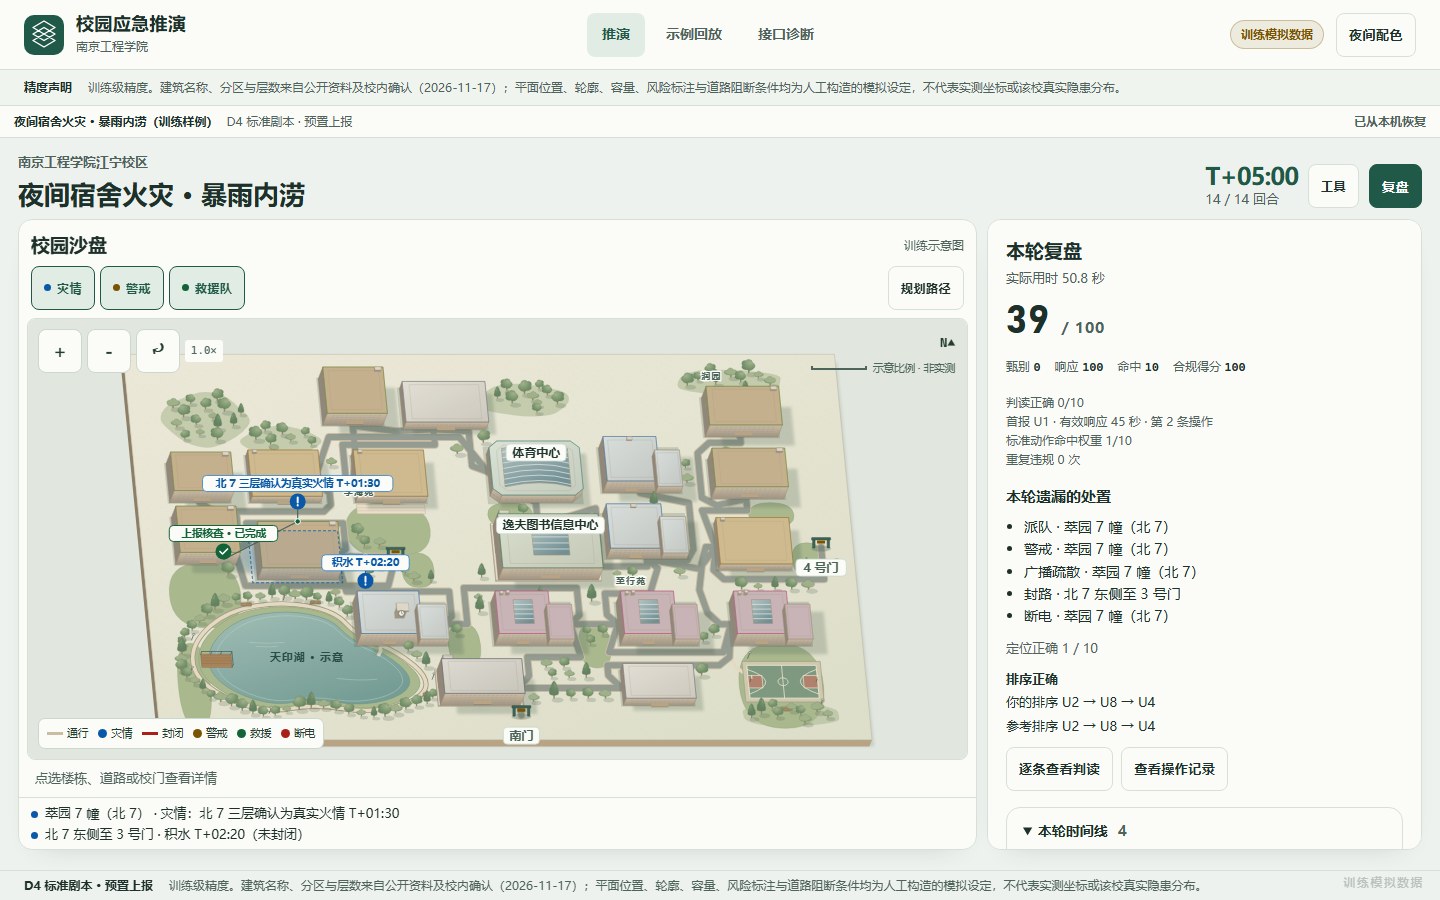 校园应急推演
南京工程学院
推演
示例回放
接口诊断
训练模拟数据
夜间配色
精度声明 训练级精度。建筑名称、分区与层数来自公开资料及校内确认（2026-11-17）；平面位置、轮廓、容量、风险标注与道路阻断条件均为人工构造的模拟设定，不代表实测坐标或该校真实隐患分布。
夜间宿舍火灾·暴雨内涝（训练样例） D4 标准剧本·预置上报
已从本机恢复
南京工程学院江宁校区
夜间宿舍火灾·暴雨内涝
T+05:00
14 / 14 回合
工具
复盘
校园沙盘
训练示意图
灾情
警戒
救援队
规划路径
+
-
1.0×
N▲
示意比例·非实测
润园
体育中心
北 7 三层确认为真实火情 T+01:30
上报核查·已完成
逸夫图书信息中心
积水 T+02:20
4 号门
至行苑
天印湖·示意
南门
通行 灾情 封闭 警戒 救援 断电
点选楼栋、道路或校门查看详情
萃园 7 幢（北 7）·灾情：北 7 三层确认为真实火情 T+01:30
北 7 东侧至 3 号门·积水 T+02:20（未封闭）
本轮复盘
实际用时 50.8 秒
39 / 100
甄别 0 响应 100 命中 10 合规得分 100
判读正确 0/10
首报 U1·有效响应 45 秒·第 2 条操作
标准动作命中权重 1/10
重复违规 0 次
本轮遗漏的处置
派队·萃园 7 幢（北 7）
警戒·萃园 7 幢（北 7）
广播疏散·萃园 7 幢（北 7）
封路·北 7 东侧至 3 号门
断电·萃园 7 幢（北 7）
定位正确 1 / 10
排序正确
你的排序 U2 → U8 → U4
参考排序 U2 → U8 → U4
逐条查看判读
查看操作记录
▼ 本轮时间线 4
D4 标准剧本·预置上报 训练级精度。建筑名称、分区与层数来自公开资料及校内确认（2026-11-17）；平面位置、轮廓、容量、风险标注与道路阻断条件均为人工构造的模拟设定，不代表实测坐标或该校真实隐患分布。
训练模拟数据